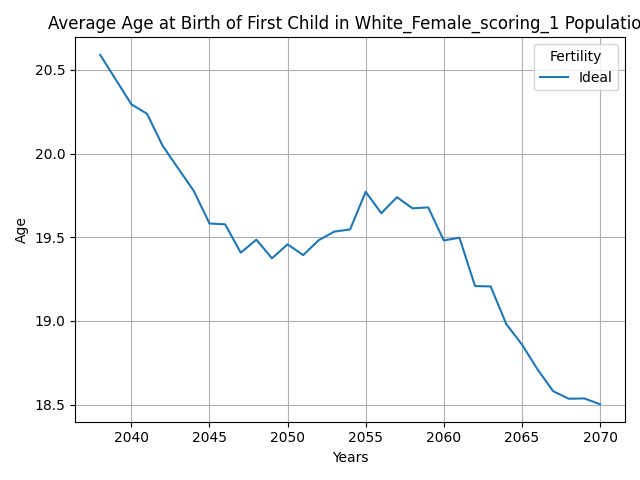 Average Age at Birth of First Child in White_Female_scoring_1 Populatio
Fertility
Ideal
20.5
20.0
19.5
19.0
18.5
Age
2040 2045 2050 2055 2060 2065 2070
Years